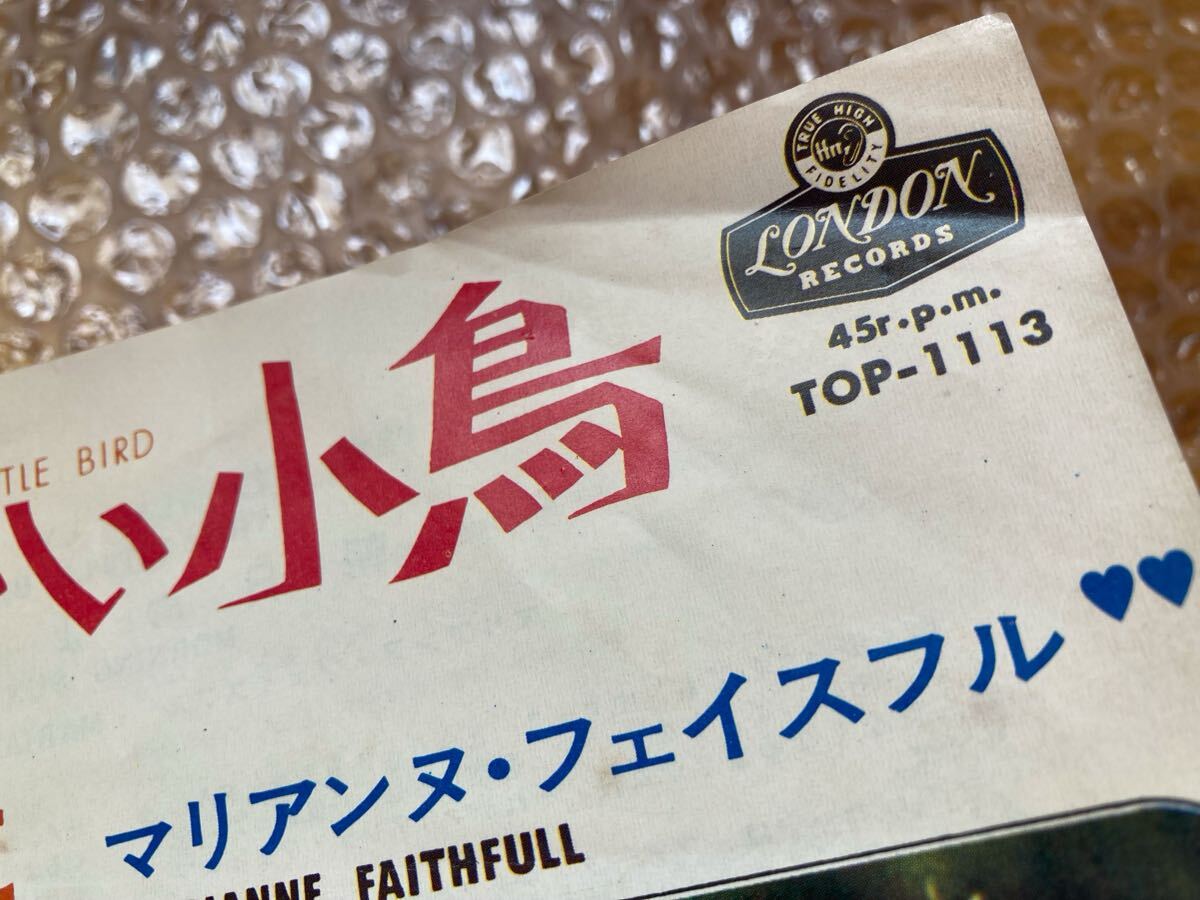 TRUE HIGH FIDELITY
LONDON
RECORDS
45r.p.m.
TOP-1113
TLE BIRD
い小鳥
マリアンヌ・フェイスフル
ANNE FAITHFULL